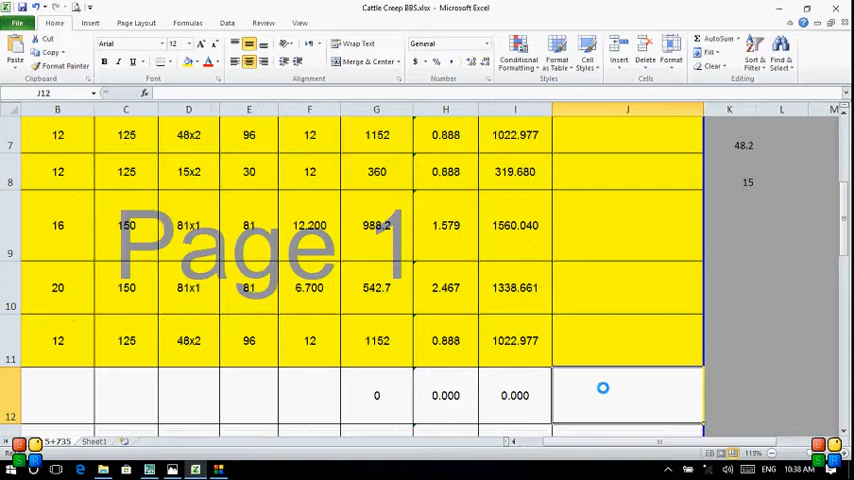 Cattle Creep BBS.xlsx - Microsoft Excel
File Home Insert Page Layout Formulas Data Review View
Cut Arial 12 Wrap Text General AutoSum
Copy Fill
Paste Format Painter Merge & Center Conditional Formatting Format as Table Cell Styles Insert Delete Format Clear Sort & Filter Find & Select
Clipboard Font Alignment Number Styles Cells Editing
J12 fx
B C D E F G H I J K L M
7 12 125 48x2 96 12 1152 0.888 1022.977 48.2
8 12 125 15x2 30 12 360 0.888 319.680 15
9 16 150 81x1 81 12.200 988.2 1.579 1560.040
Page 1
10 20 150 81x1 81 6.700 542.7 2.467 1338.661
11 12 125 48x2 96 12 1152 0.888 1022.977
12 0 0.000 0.000
5+735 Sheet1
115%
ENG 10:38 AM